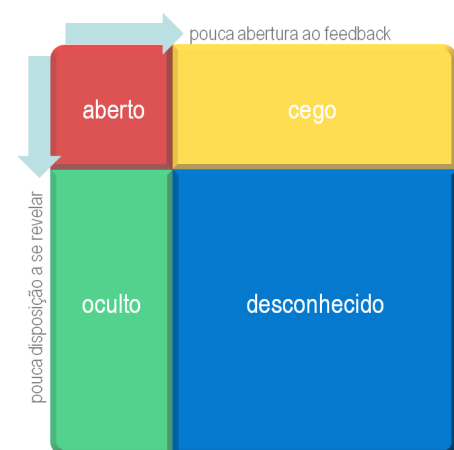 pouca abertura ao feedback
aberto
cego
pouca disposição a se revelar
oculto
desconhecido